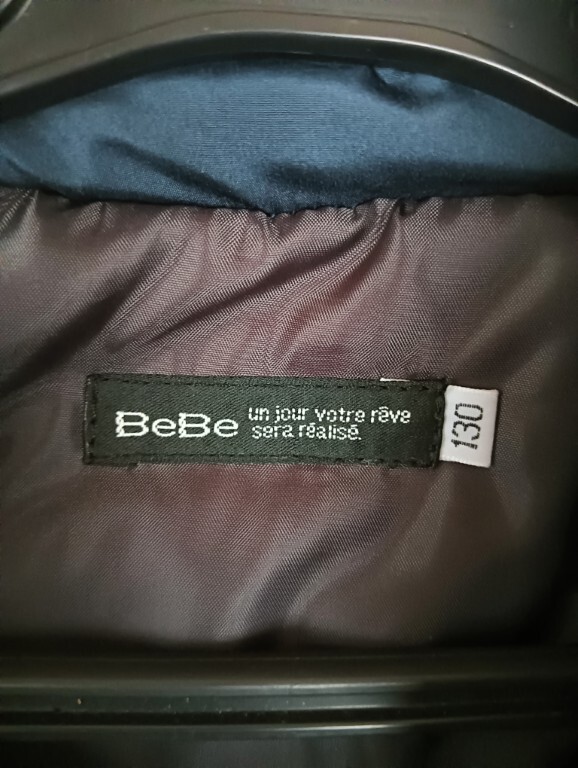 BeBe
un jour votre rêve
sera réalisé.
130